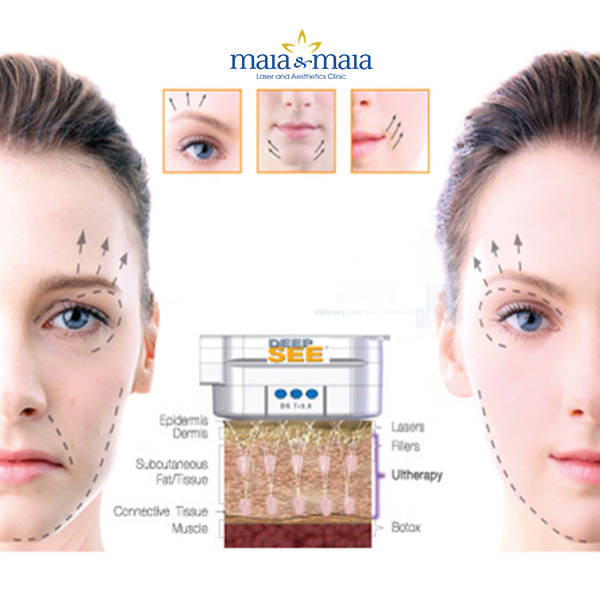 maia & maia
Laser and Aesthetics Clinic
DEEP
SEE™
DS 7-3.0
Epidermis
Dermis
Subcutaneous
Fat/Tissue
Connective Tissue
Muscle
Lasers
Fillers
Ultherapy
Botox